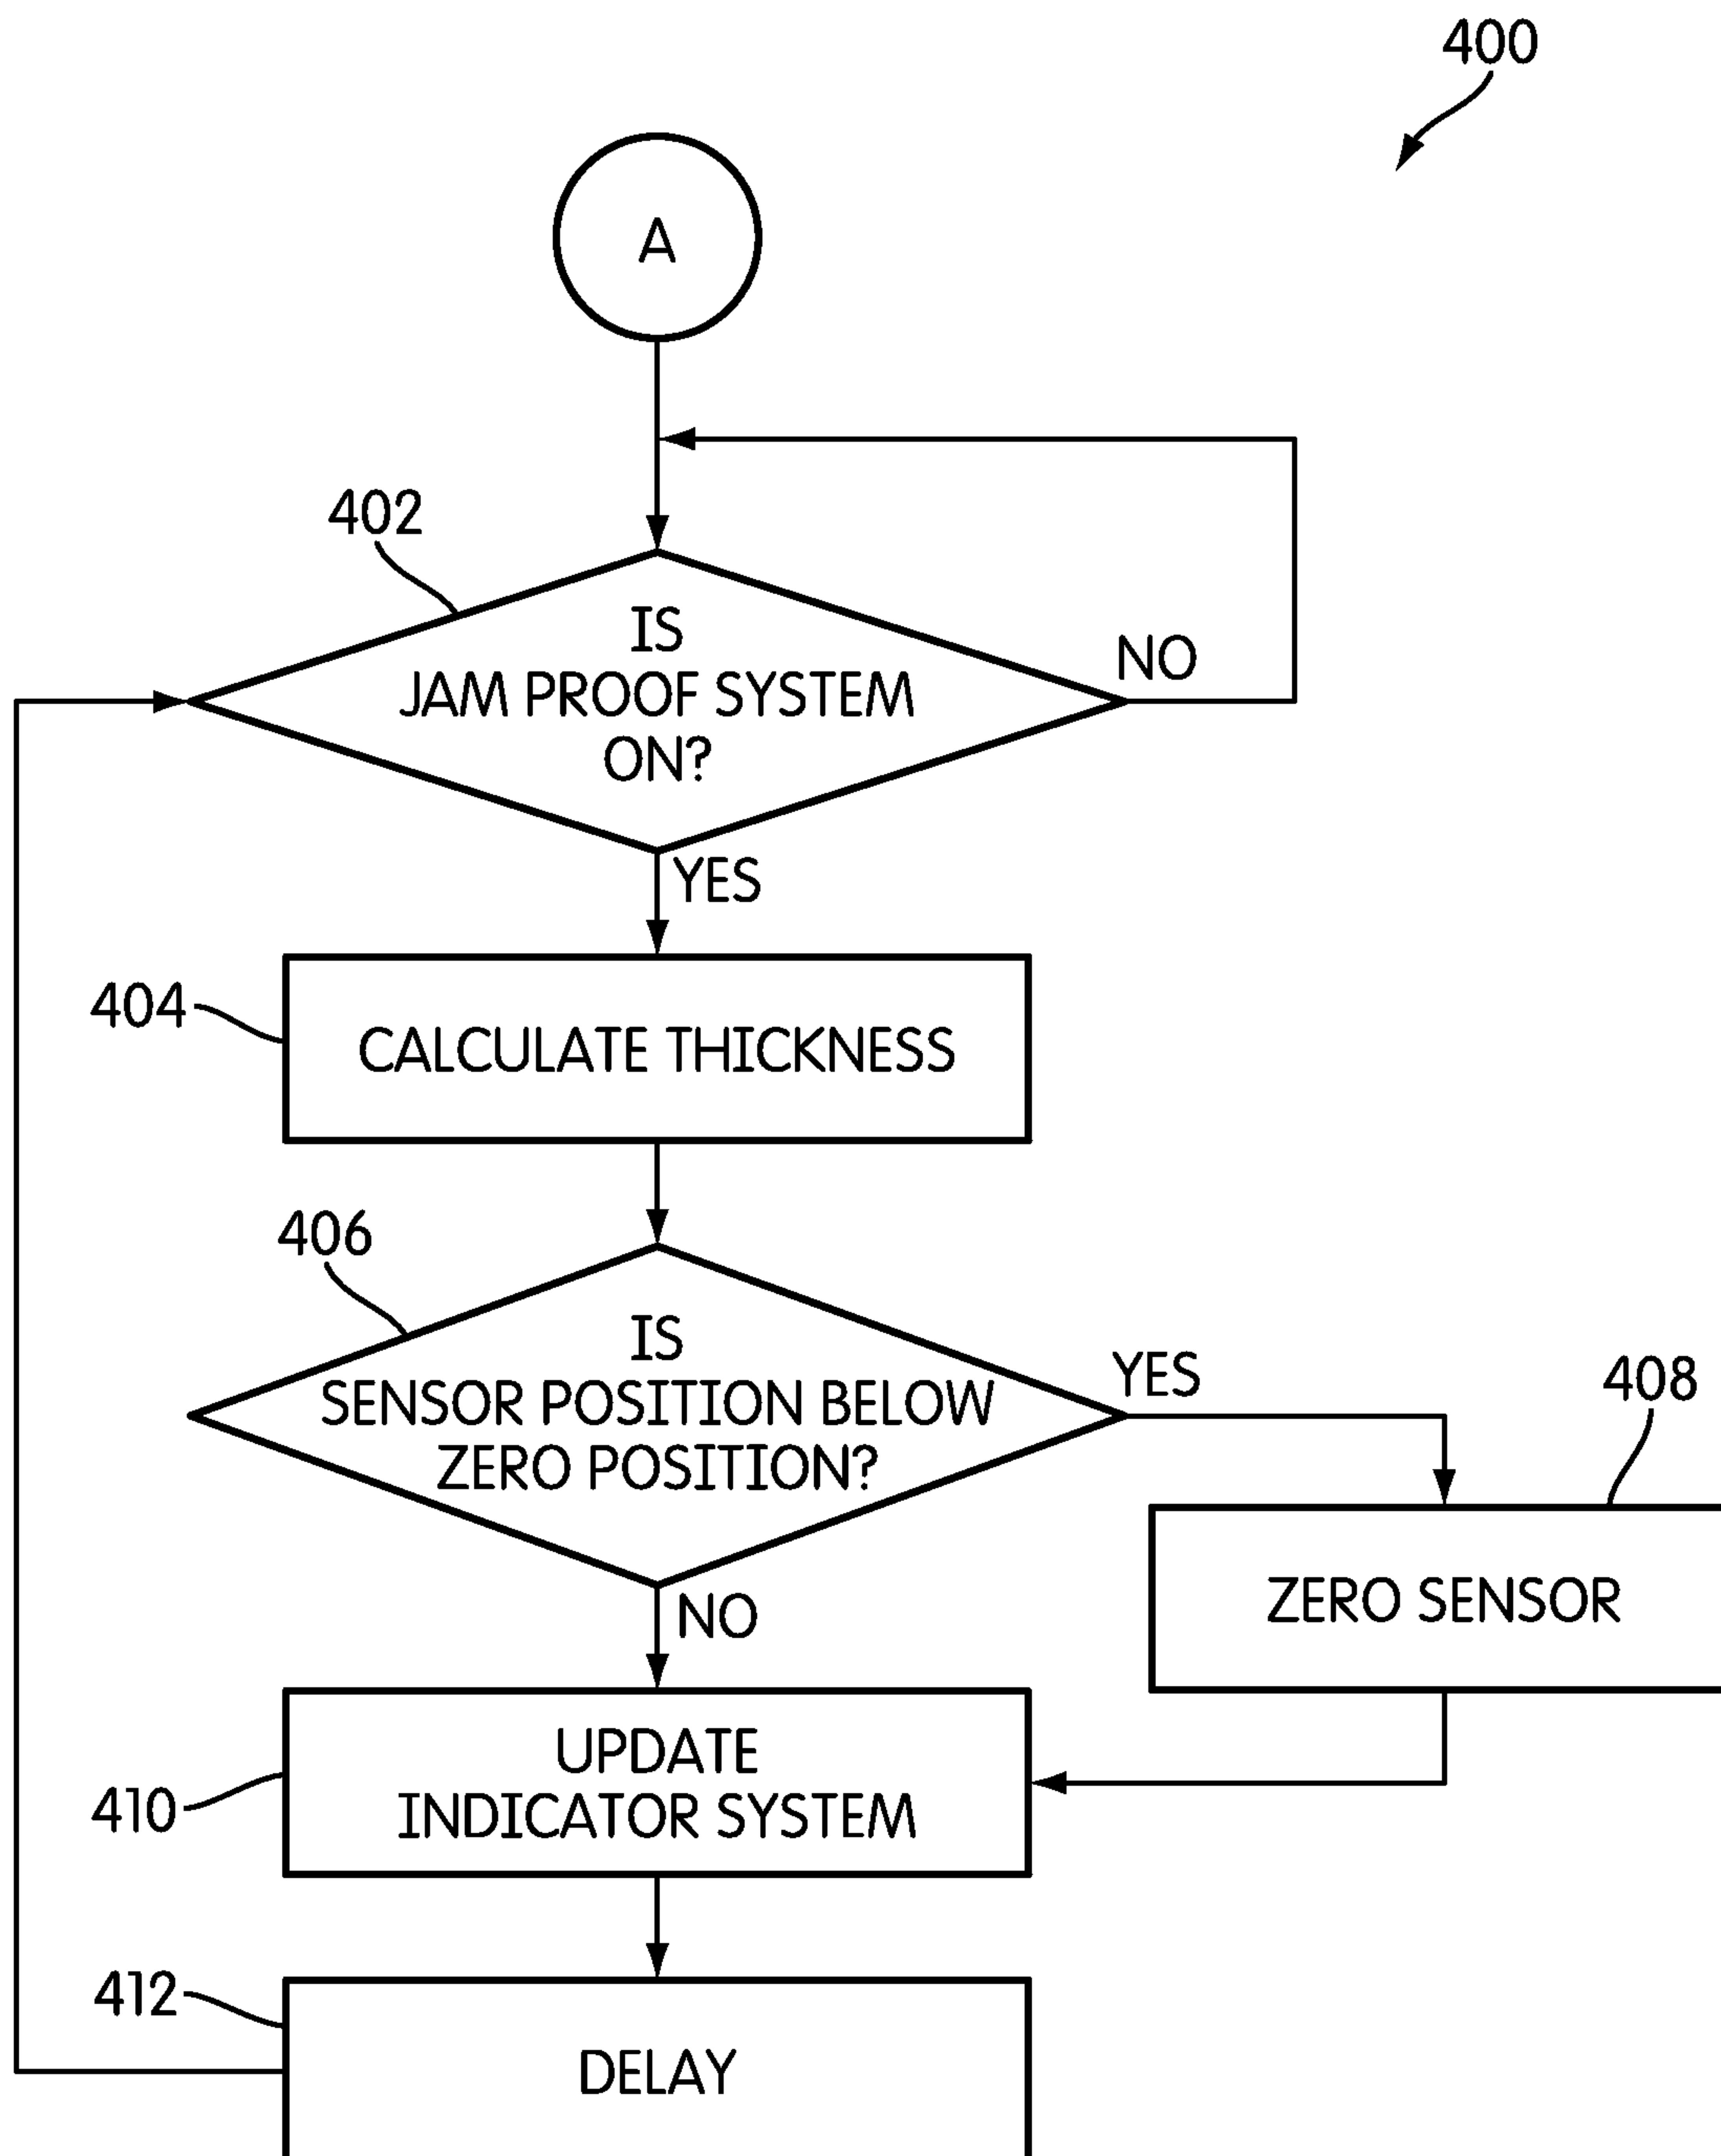 400
A
402
IS
JAM PROOF SYSTEM
ON?
NO
YES
404
CALCULATE THICKNESS
406
IS
SENSOR POSITION BELOW
ZERO POSITION?
YES
408
NO
ZERO SENSOR
UPDATE
INDICATOR SYSTEM
410
412
DELAY